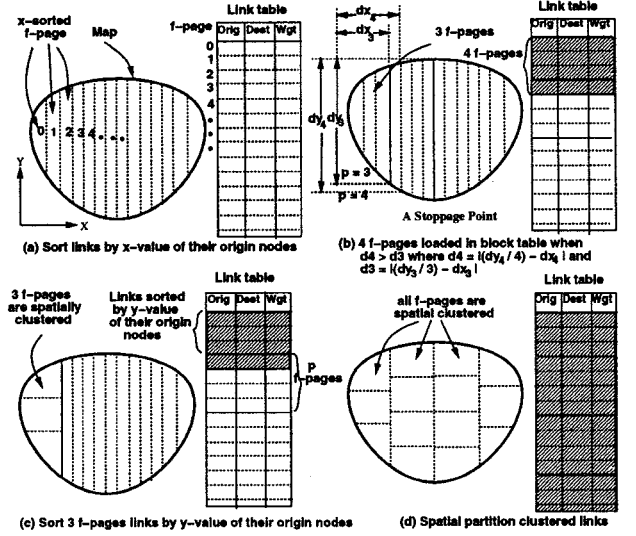 x-sorted
f-page
Map
f-page
Link table
Orig Dest Wgt
0
1
2
3
4
0 1 2 3 4
Y
X
(a) Sort links by x-value of their origin nodes
dx4
dx3
3 f-pages
4 f-pages
Link table
Orig Dest Wgt
dy4 dy3
p = 3
p = 4
A Stoppage Point
(b) 4 f-pages loaded in block table when
d4 > d3 where d4 = |(dy4 / 4) - dx4 | and
d3 = |(dy3 / 3) - dx3 |
3 f-pages
are spatially
clustered
Links sorted
by y-value
of their origin
nodes
Link table
Orig Dest Wgt
p
f-pages
(c) Sort 3 f-pages links by y-value of their origin nodes
all f-pages are
spatial clustered
Link table
Orig Dest Wgt
(d) Spatial partition clustered links